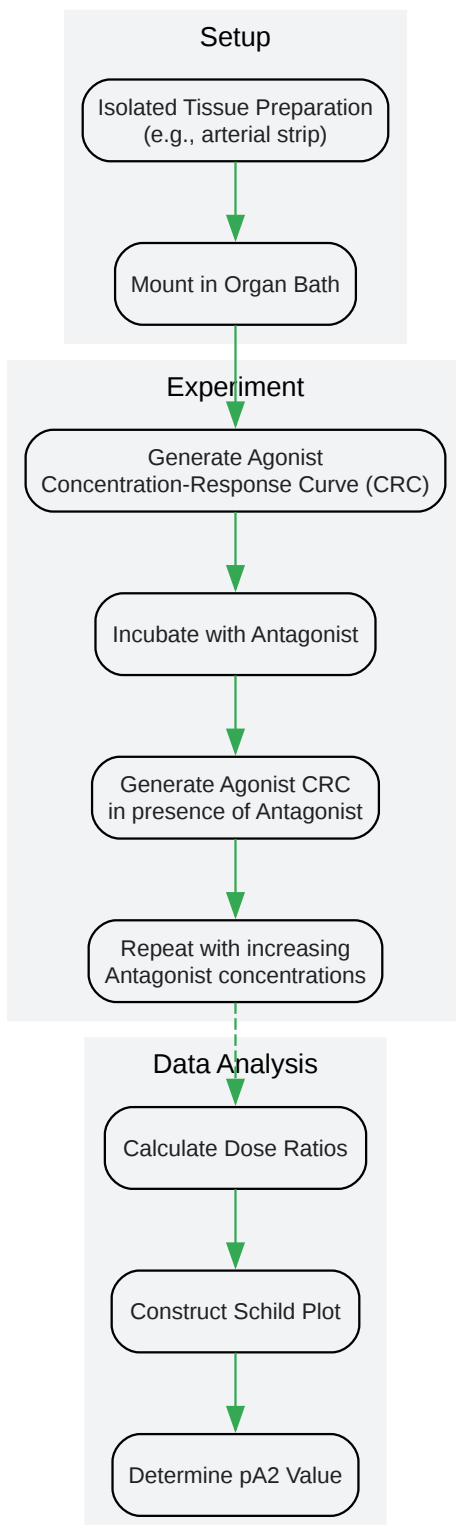 Setup
Isolated Tissue Preparation
(e.g., arterial strip)
Mount in Organ Bath
Experiment
Generate Agonist
Concentration-Response Curve (CRC)
Incubate with Antagonist
Generate Agonist CRC
in presence of Antagonist
Repeat with increasing
Antagonist concentrations
Data Analysis
Calculate Dose Ratios
Construct Schild Plot
Determine pA2 Value